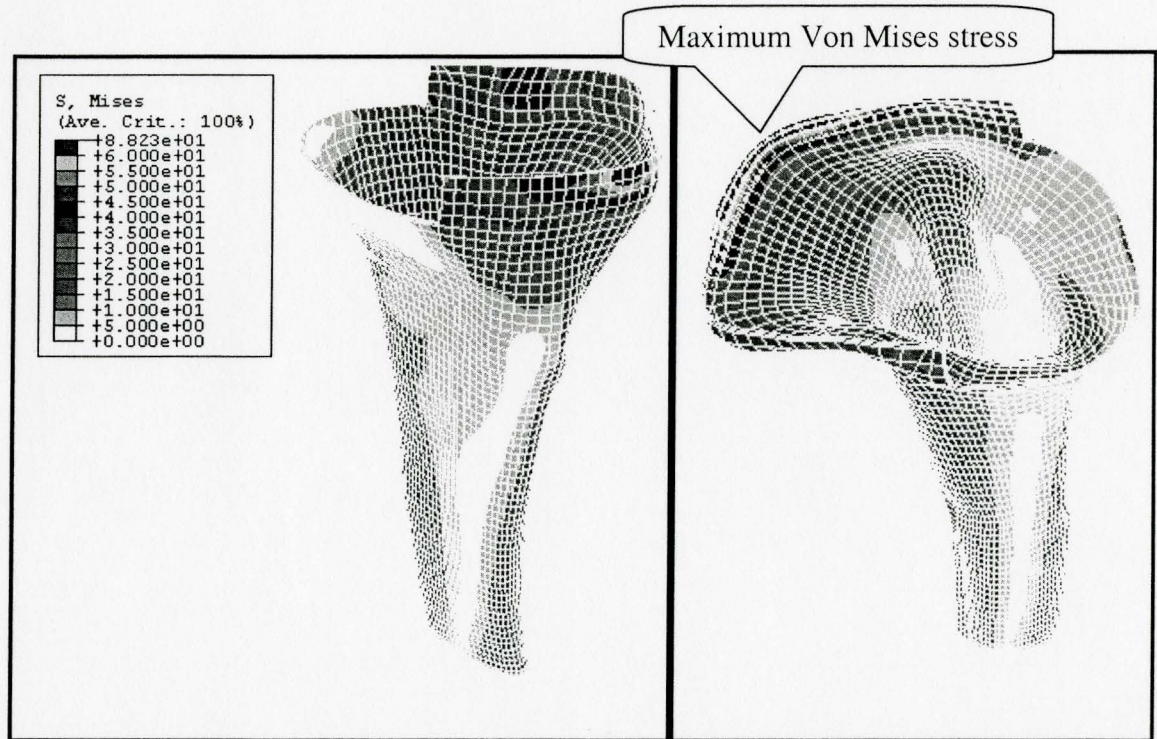 Maximum Von Mises stress
S, Mises
(Ave. Crit.: 100%)
+8.823e+01
+6.000e+01
+5.500e+01
+5.000e+01
+4.500e+01
+4.000e+01
+3.500e+01
+3.000e+01
+2.500e+01
+2.000e+01
+1.500e+01
+1.000e+01
+5.000e+00
+0.000e+00